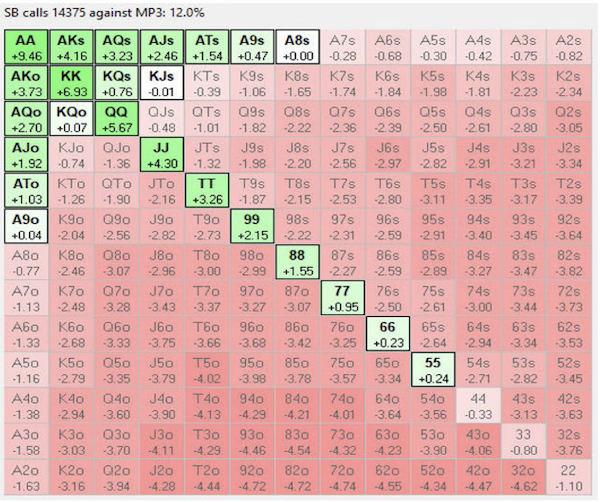 SB calls 14375 against MP3: 12.0%
AA AKs AQs AJs ATs A9s A8s A7s A6s A5s A4s A3s A2s
+9.46 +4.16 +3.23 +2.46 +1.54 +0.47 +0.00 -0.28 -0.68 -0.30 -0.42 -0.75 -0.82
AKo KK KQs KJs KTs K9s K8s K7s K6s K5s K4s K3s K2s
+3.73 +6.93 +0.76 -0.01 -0.39 -1.06 -1.65 -1.74 -1.84 -1.98 -1.81 -2.23 -2.34
AQo KQo QQ QJs QTs Q9s Q8s Q7s Q6s Q5s Q4s Q3s Q2s
+2.70 +0.07 +5.67 -0.48 -1.01 -1.82 -2.22 -2.36 -2.39 -2.50 -2.61 -2.80 -3.05
AJo KJo QJo JJ JTs J9s J8s J7s J6s J5s J4s J3s J2s
+1.92 -0.74 -1.36 +4.30 -1.32 -1.98 -2.20 -2.56 -2.97 -2.82 -2.91 -3.21 -3.34
ATo KTo QTo JTo TT T9s T8s T7s T6s T5s T4s T3s T2s
+1.03 -1.26 -1.90 -2.16 +3.26 -1.87 -2.15 -2.53 -2.80 -3.11 -3.35 -3.17 -3.39
A9o K9o Q9o J9o T9o 99 98s 97s 96s 95s 94s 93s 92s
+0.04 -2.04 -2.56 -2.82 -2.73 +2.15 -2.22 -2.31 -2.59 -2.91 -3.40 -3.45 -3.64
A8o K8o Q8o J8o T8o 98o 88 87s 86s 85s 84s 83s 82s
-0.77 -2.46 -3.07 -2.96 -3.00 -2.99 +1.55 -2.27 -2.59 -2.89 -3.27 -3.47 -3.82
A7o K7o Q7o J7o T7o 97o 87o 77 76s 75s 74s 73s 72s
-1.13 -2.48 -3.28 -3.43 -3.37 -3.27 -3.07 +0.95 -2.50 -2.61 -3.00 -3.44 -3.73
A6o K6o Q6o J6o T6o 96o 86o 76o 66 65s 64s 63s 62s
-1.33 -2.68 -3.33 -3.75 -3.66 -3.68 -3.42 -3.25 +0.23 -2.64 -2.94 -3.34 -3.53
A5o K5o Q5o J5o T5o 95o 85o 75o 65o 55 54s 53s 52s
-1.16 -2.79 -3.35 -3.79 -4.02 -3.98 -3.78 -3.57 -3.34 +0.24 -2.71 -2.82 -3.45
A4o K4o Q4o J4o T4o 94o 84o 74o 64o 54o 44 43s 42s
-1.38 -2.94 -3.60 -3.90 -4.13 -4.29 -4.21 -4.01 -3.64 -3.56 -0.33 -3.13 -3.63
A3o K3o Q3o J3o T3o 93o 83o 73o 63o 53o 43o 33 32s
-1.58 -3.03 -3.70 -4.11 -4.29 -4.46 -4.54 -4.32 -4.23 -3.90 -4.06 -0.80 -3.76
A2o K2o Q2o J2o T2o 92o 82o 72o 62o 52o 42o 32o 22
-1.63 -3.16 -3.94 -4.28 -4.44 -4.72 -4.72 -4.74 -4.55 -4.34 -4.47 -4.62 -1.10